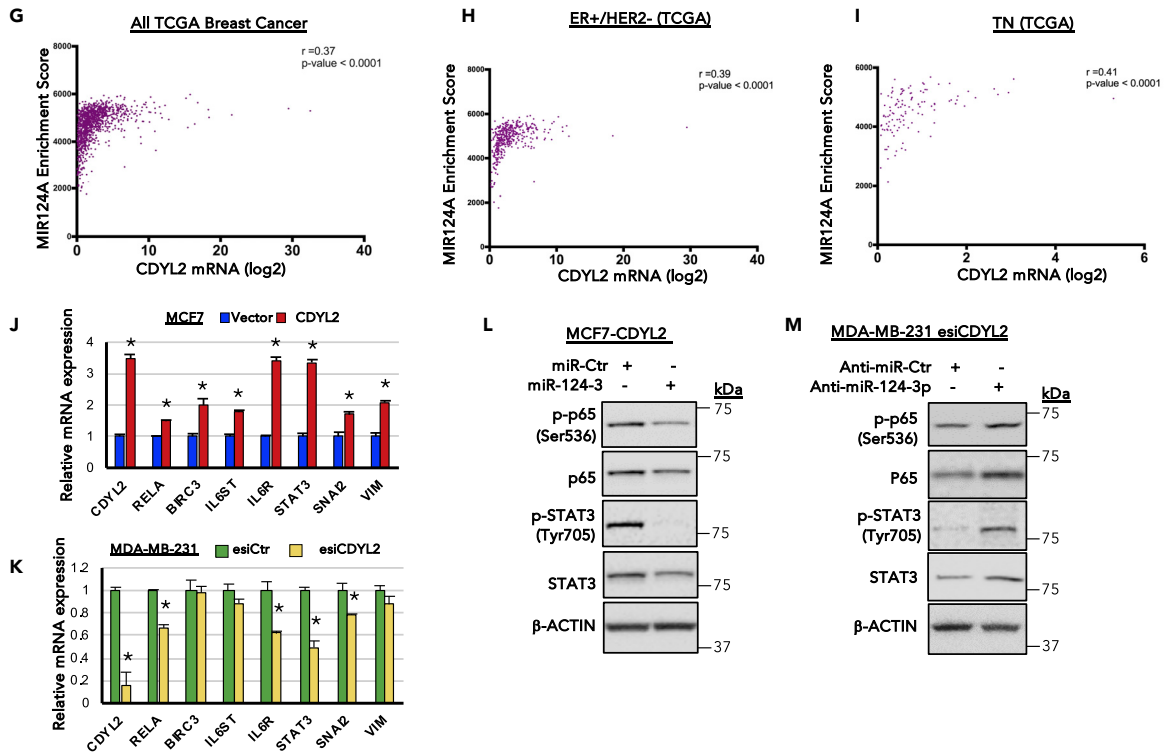 G
All TCGA Breast Cancer
r =0.37
p-value < 0.0001
MIR124A Enrichment Score
8000
6000
4000
2000
0
0 10 20 30 40
CDYL2 mRNA (log2)
H
ER+/HER2- (TCGA)
r =0.39
p-value < 0.0001
MIR124A Enrichment Score
8000
6000
4000
2000
0
0 10 20 30 40
CDYL2 mRNA (log2)
I
TN (TCGA)
r =0.41
p-value < 0.0001
MIR124A Enrichment Score
6000
4000
2000
0
0 2 4 6
CDYL2 mRNA (log2)
J
MCF7 Vector CDYL2
Relative mRNA expression
4
3
2
1
0
* * * * * * * *
CDYL2 RELA BIRC3 IL6ST IL6R STAT3 SNAI2 VIM
K
MDA-MB-231 esiCtr esiCDYL2
Relative mRNA expression
1.2
1
0.8
0.6
0.4
0.2
0
* * * * *
CDYL2 RELA BIRC3 IL6ST IL6R STAT3 SNAI2 VIM
L
MCF7-CDYL2
miR-Ctr + -
miR-124-3 - +
kDa
p-p65
(Ser536)
75
p65
75
p-STAT3
(Tyr705)
75
STAT3
75
β-ACTIN
37
M
MDA-MB-231 esiCDYL2
Anti-miR-Ctr + -
Anti-miR-124-3p - +
kDa
p-p65
(Ser536)
75
P65
75
p-STAT3
(Tyr705)
75
STAT3
75
β-ACTIN
37